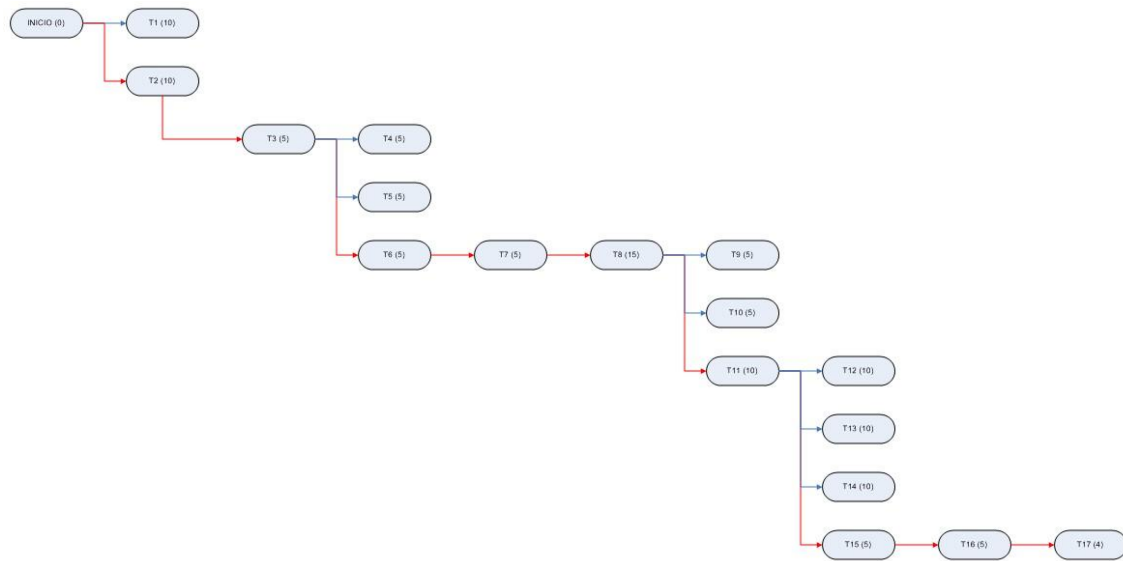 INICIO (0)
T1 (10)
T2 (10)
T3 (5)
T4 (5)
T5 (5)
T6 (5)
T7 (5)
T8 (15)
T9 (5)
T10 (5)
T11 (10)
T12 (10)
T13 (10)
T14 (10)
T15 (5)
T16 (5)
T17 (4)